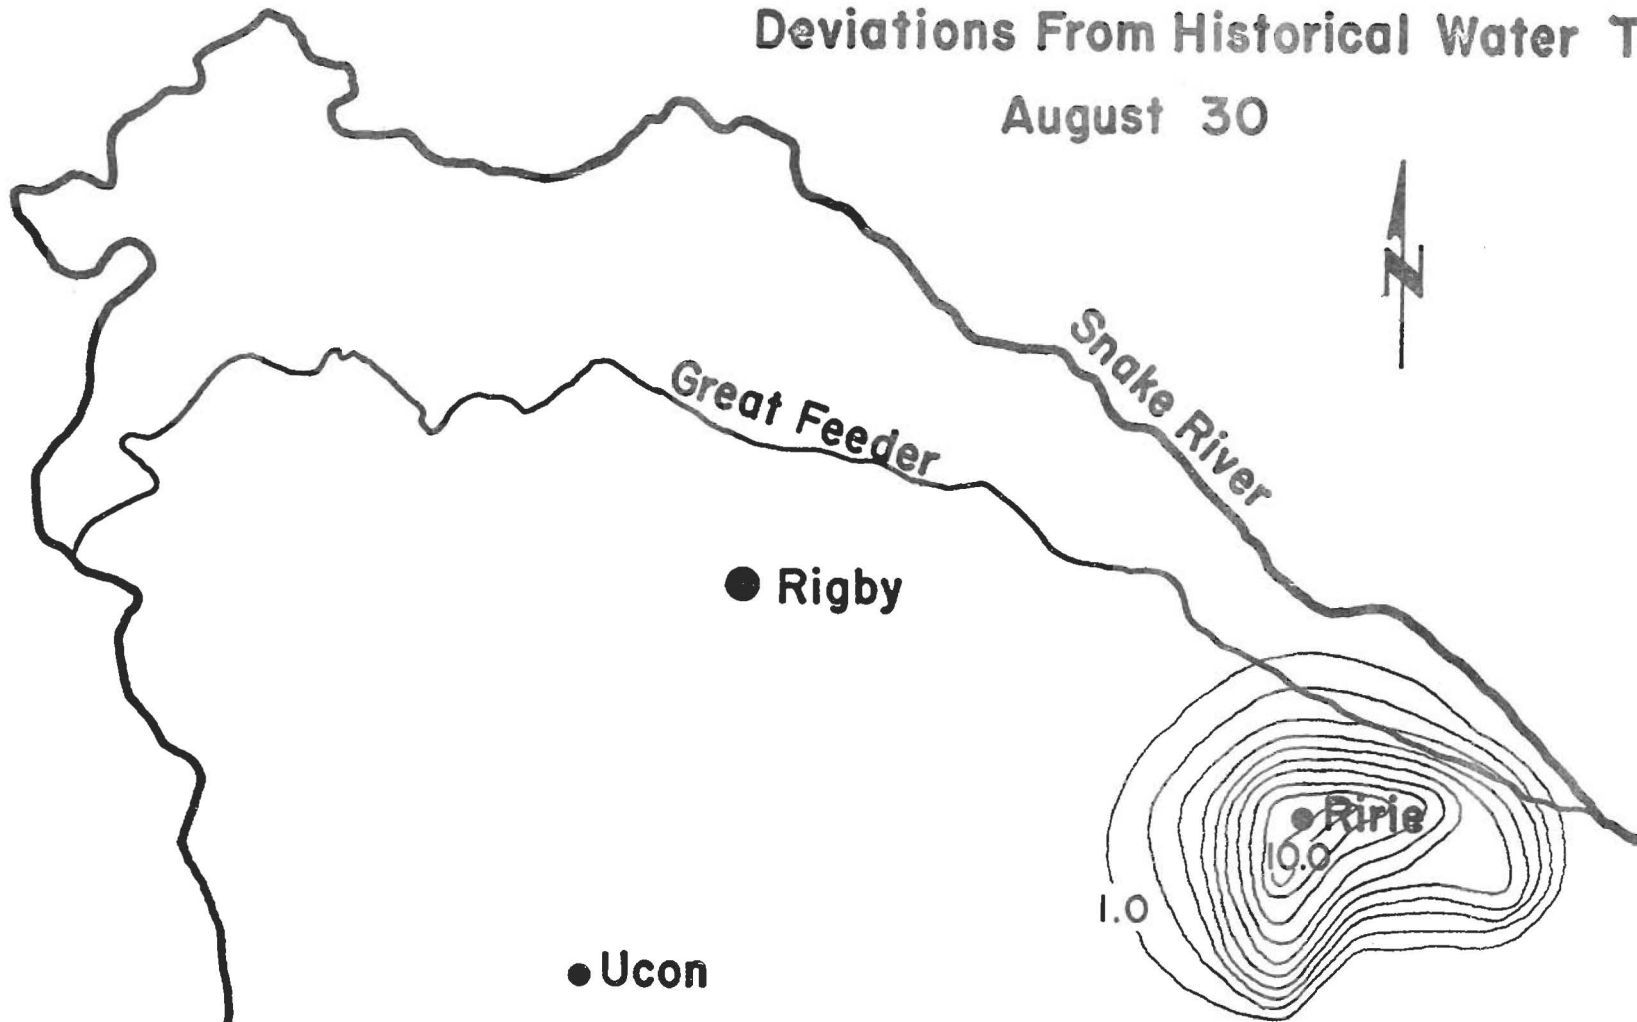 Deviations From Historical Water T
August 30
N
Snake River
Great Feeder
Rigby
Ririe
10.0
1.0
Ucon